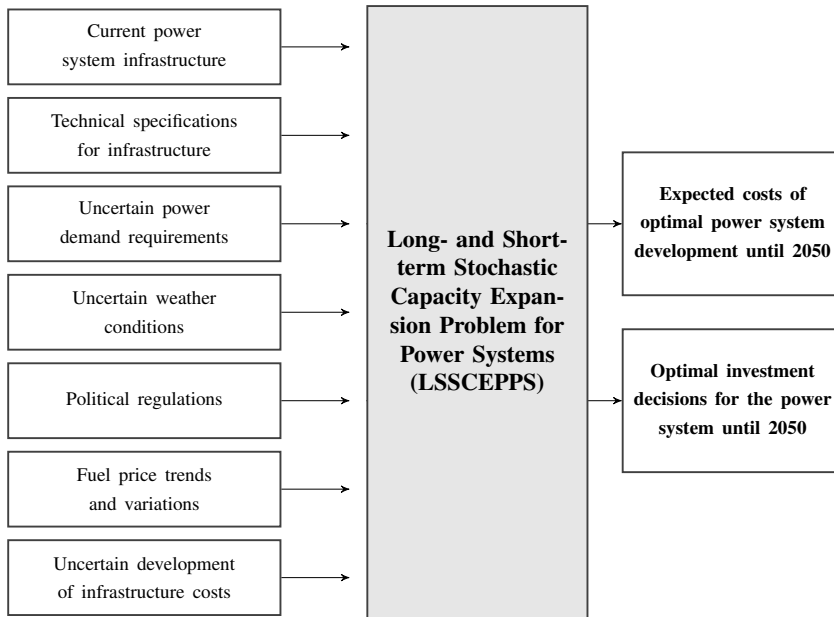 Current power
system infrastructure
Technical specifications
for infrastructure
Uncertain power
demand requirements
Uncertain weather
conditions
Political regulations
Fuel price trends
and variations
Uncertain development
of infrastructure costs
Long- and Short-
term Stochastic
Capacity Expan-
sion Problem for
Power Systems
(LSSCEPPS)
Expected costs of
optimal power system
development until 2050
Optimal investment
decisions for the power
system until 2050